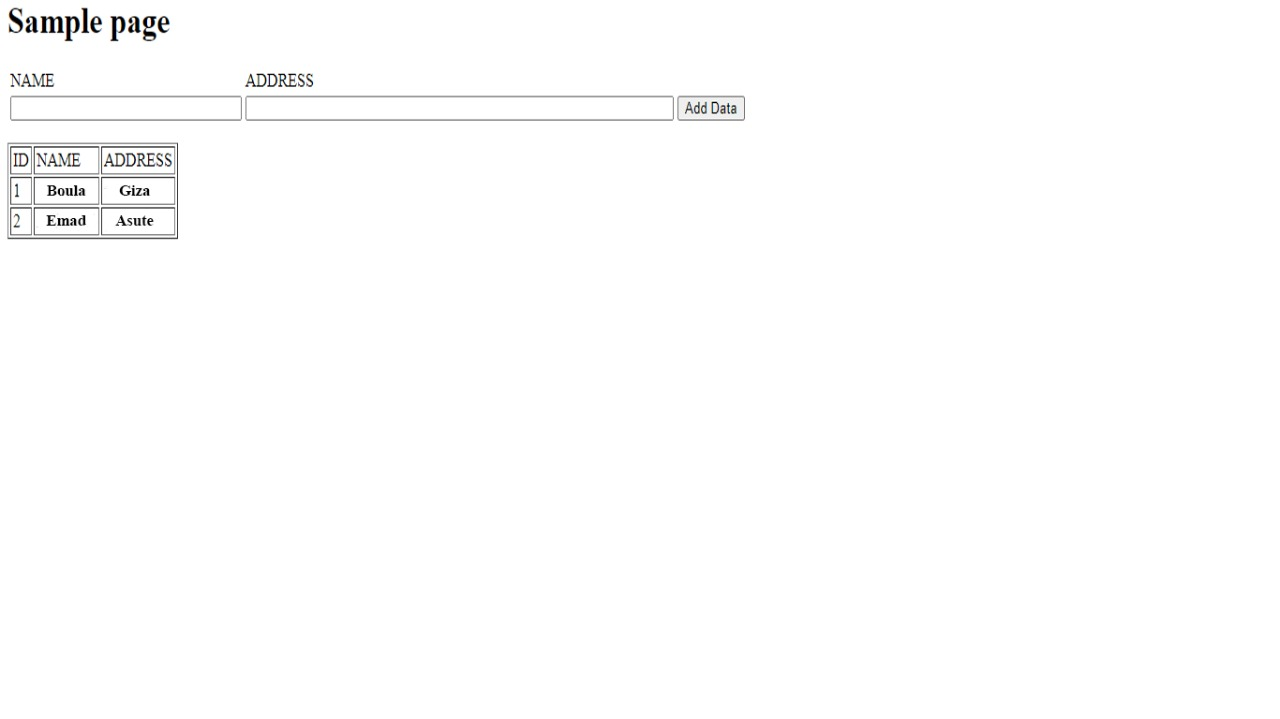 Sample page
NAME ADDRESS
Add Data
ID NAME ADDRESS
1 Boula Giza
2 Emad Asute